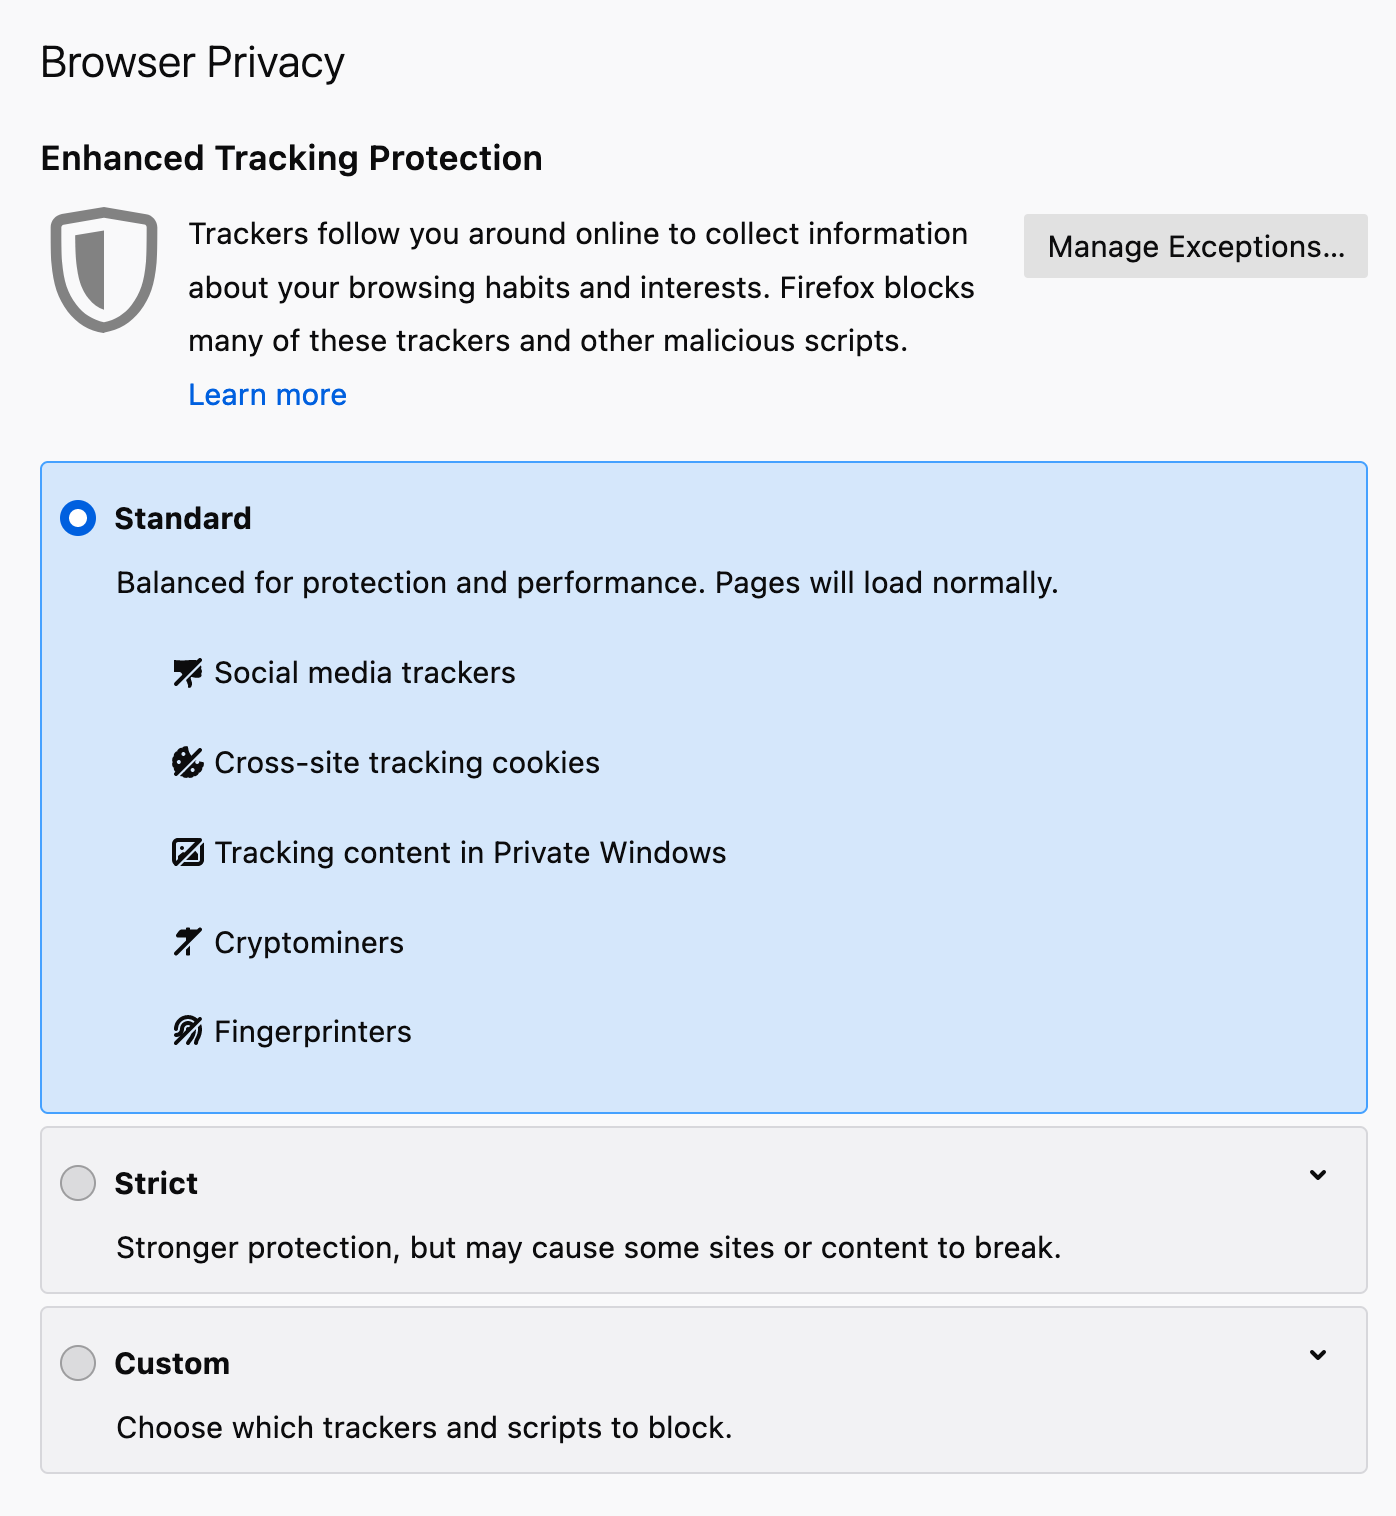 Browser Privacy
Enhanced Tracking Protection
Trackers follow you around online to collect information
about your browsing habits and interests. Firefox blocks
many of these trackers and other malicious scripts.
Learn more
Manage Exceptions...
Standard
Balanced for protection and performance. Pages will load normally.
Social media trackers
Cross-site tracking cookies
Tracking content in Private Windows
Cryptominers
Fingerprinters
Strict
Stronger protection, but may cause some sites or content to break.
Custom
Choose which trackers and scripts to block.